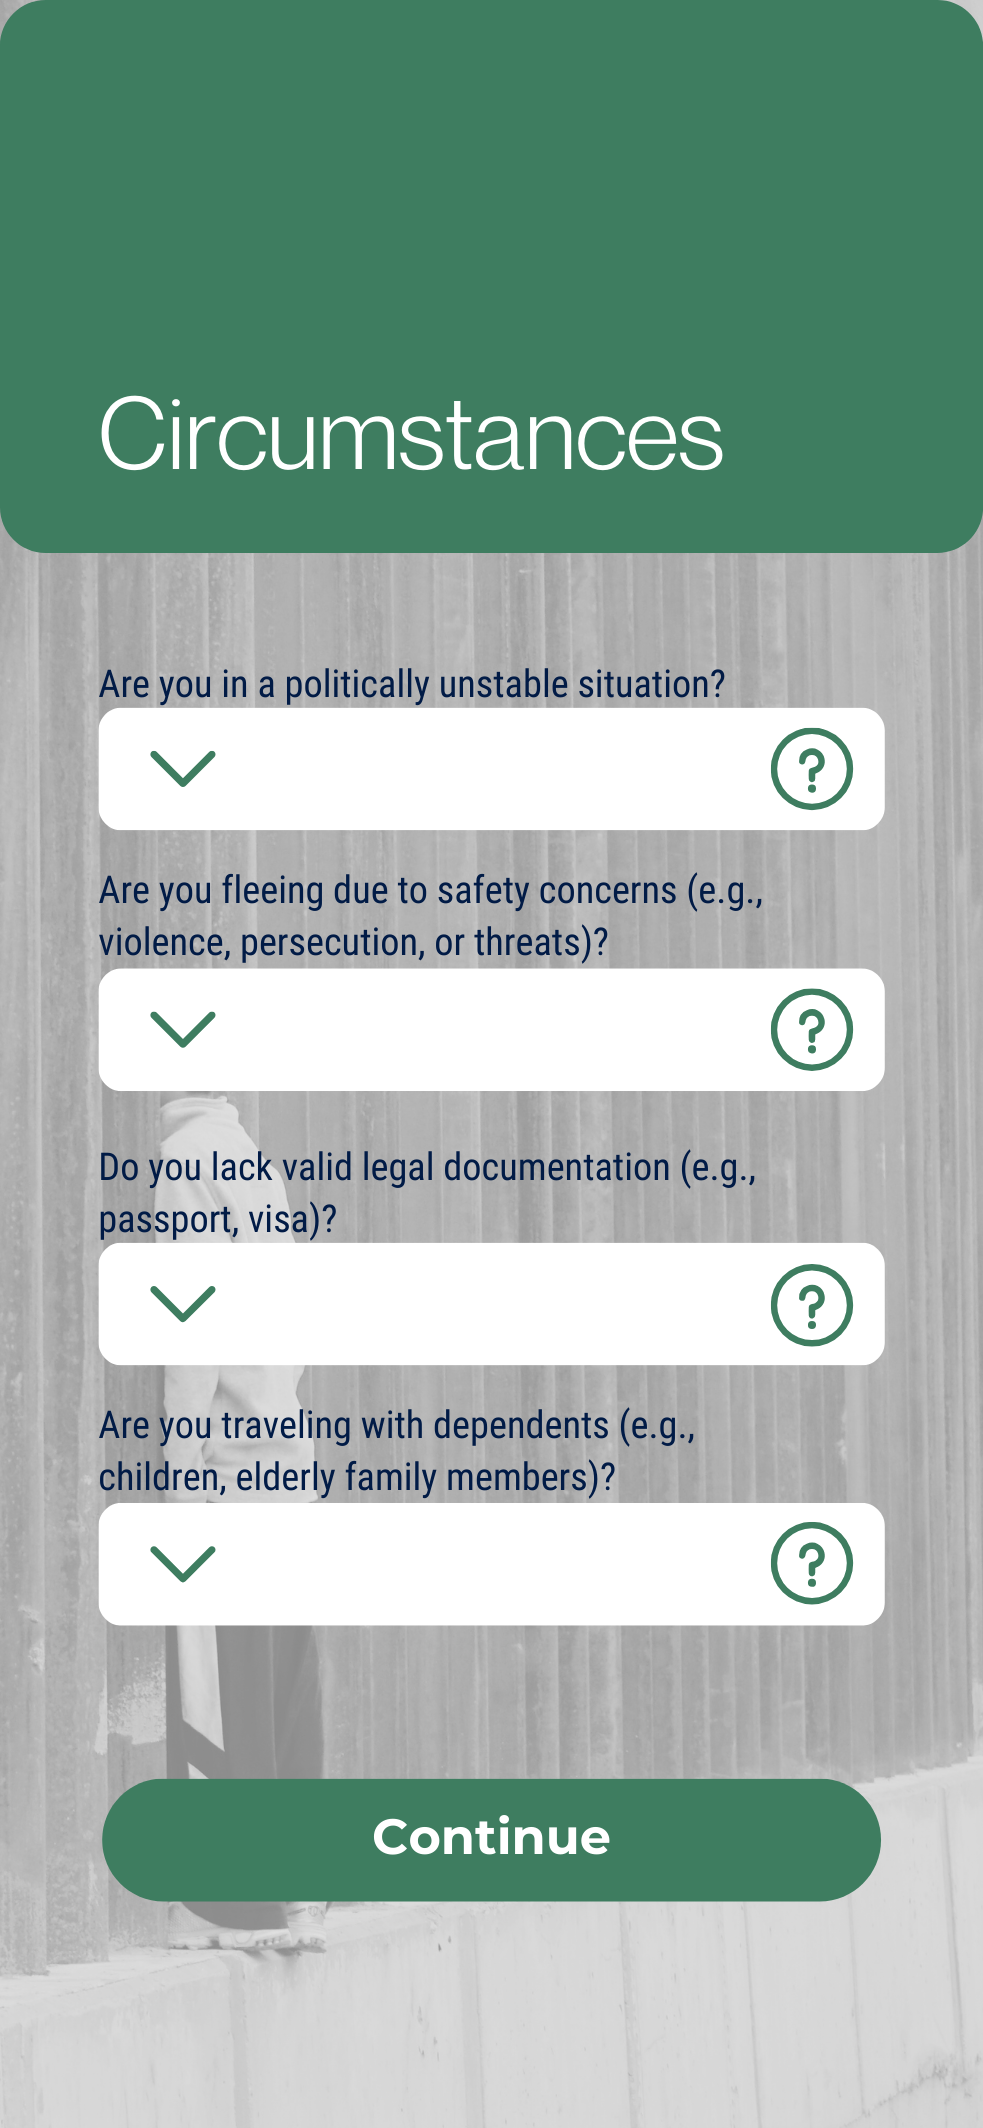 Circumstances
Are you in a politically unstable situation?
?
Are you fleeing due to safety concerns (e.g.,
violence, persecution, or threats)?
?
Do you lack valid legal documentation (e.g.,
passport, visa)?
?
Are you traveling with dependents (e.g.,
children, elderly family members)?
?
Continue